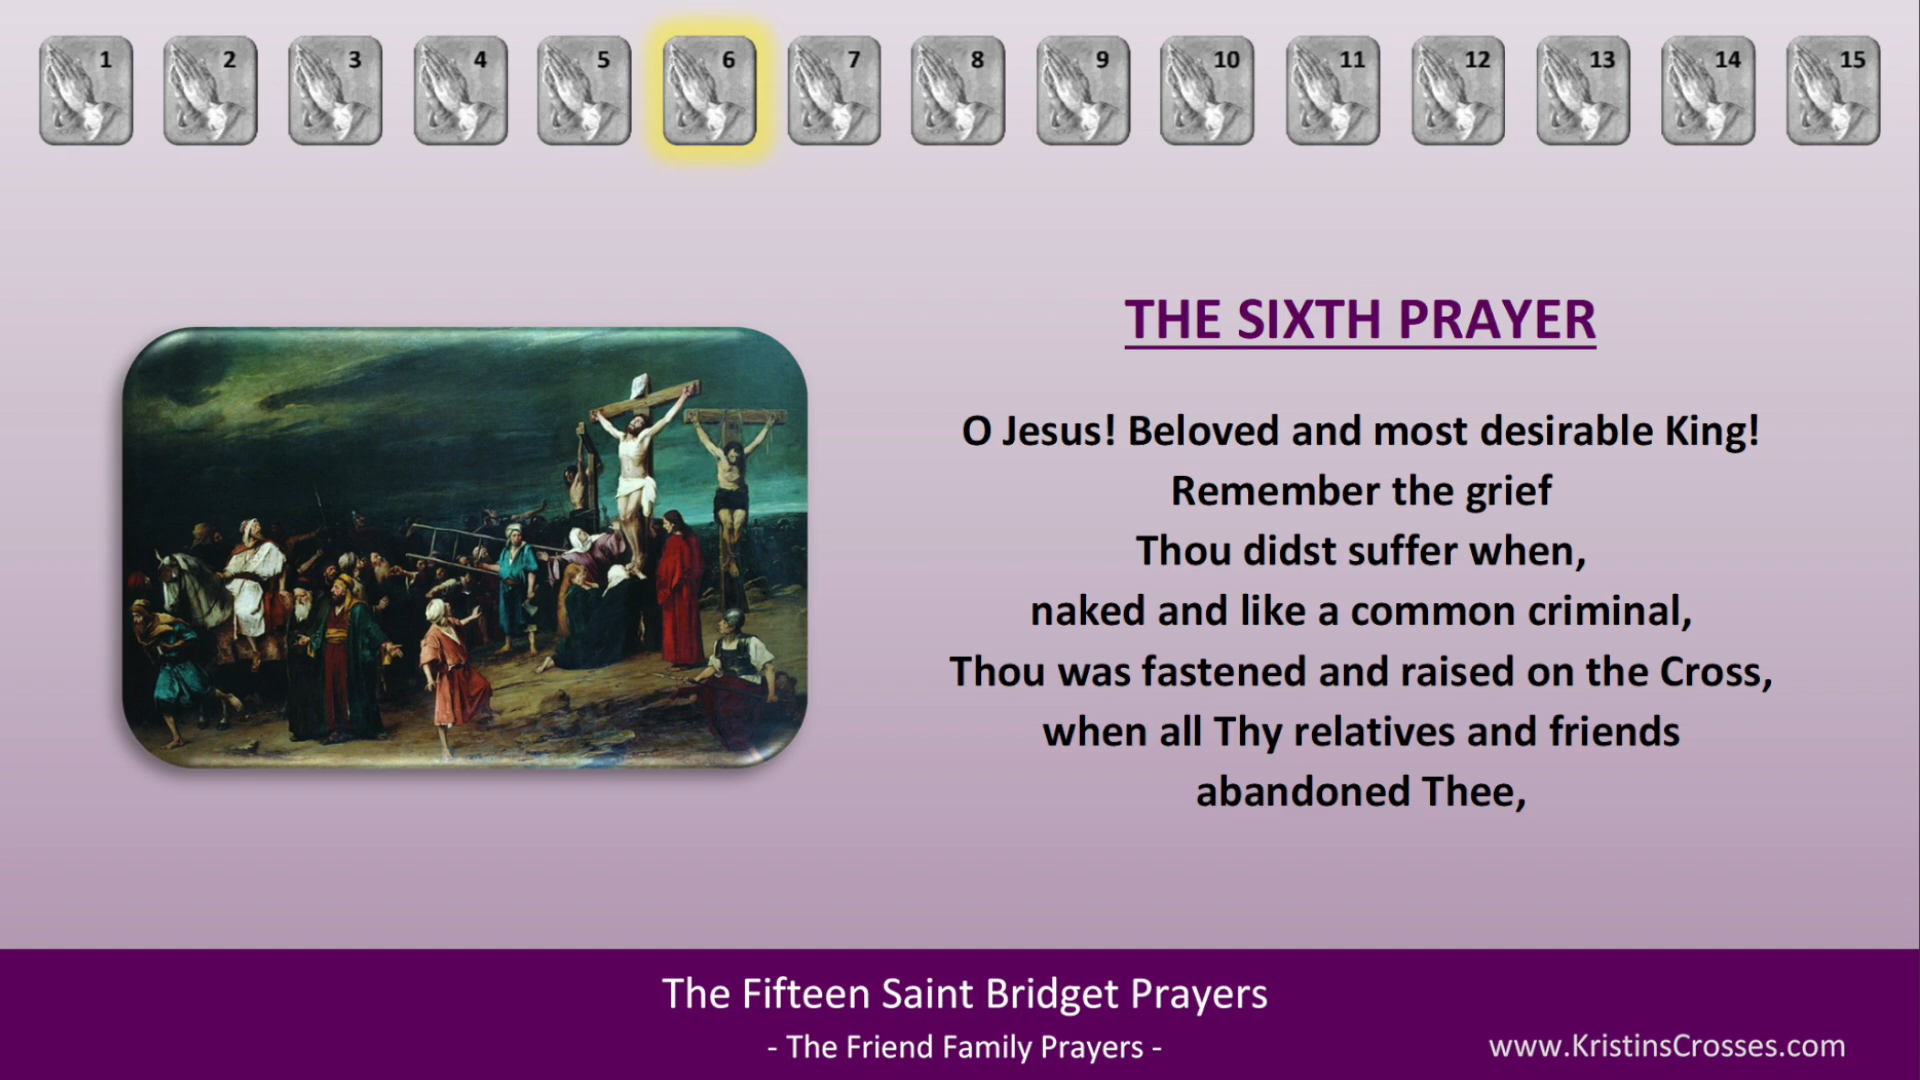 1 2 3 4 5 6 7 8 9 10 11 12 13 14 15
THE SIXTH PRAYER
O Jesus! Beloved and most desirable King!
Remember the grief
Thou didst suffer when,
naked and like a common criminal,
Thou was fastened and raised on the Cross,
when all Thy relatives and friends
abandoned Thee,
The Fifteen Saint Bridget Prayers
- The Friend Family Prayers -
www.KristinsCrosses.com